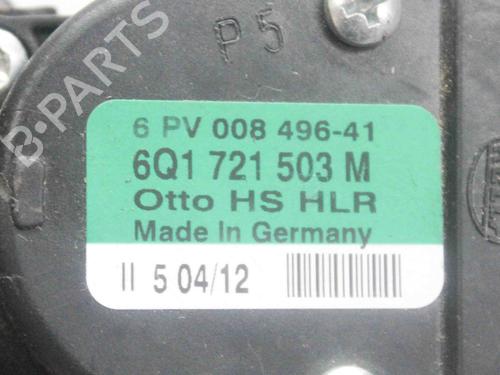 P 5
B-PARTS
6 PV 008 496-41
6Q1 721 503 M
Otto HS HLR
Made In Germany
II 5 04/12